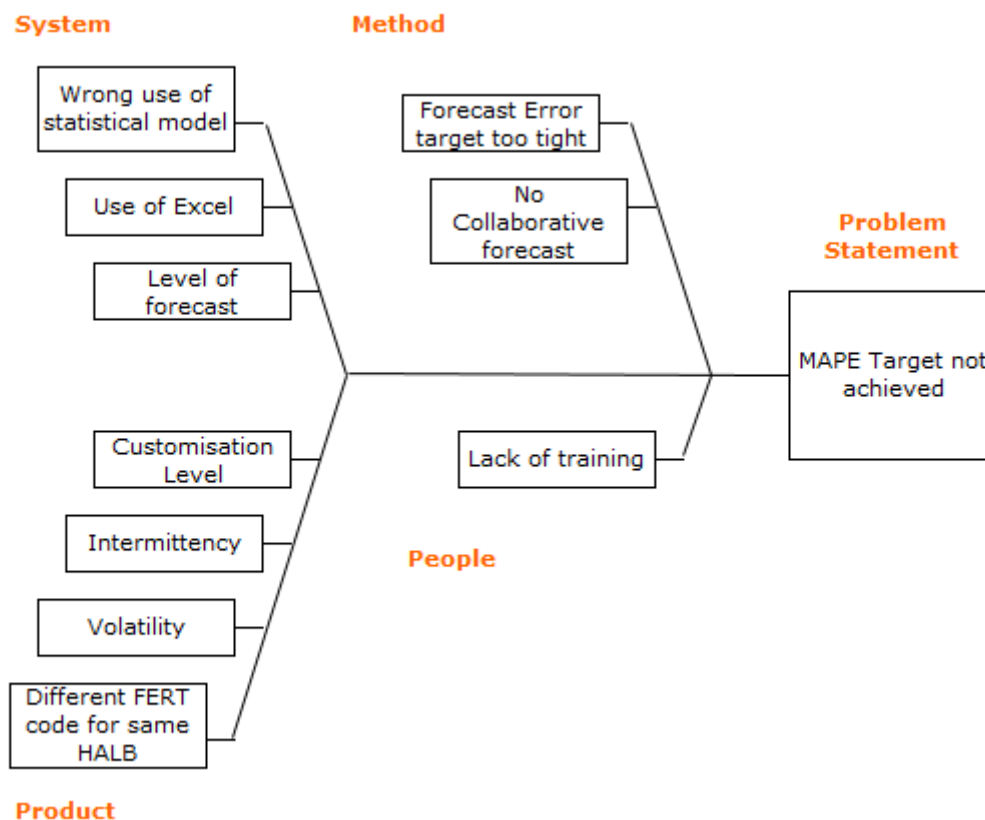 System
Method
Wrong use of
statistical model
Forecast Error
target too tight
Use of Excel
No
Collaborative
forecast
Problem
Statement
Level of
forecast
MAPE Target not
achieved
Customisation
Level
Lack of training
Intermittency
People
Volatility
Different FERT
code for same
HALB
Product